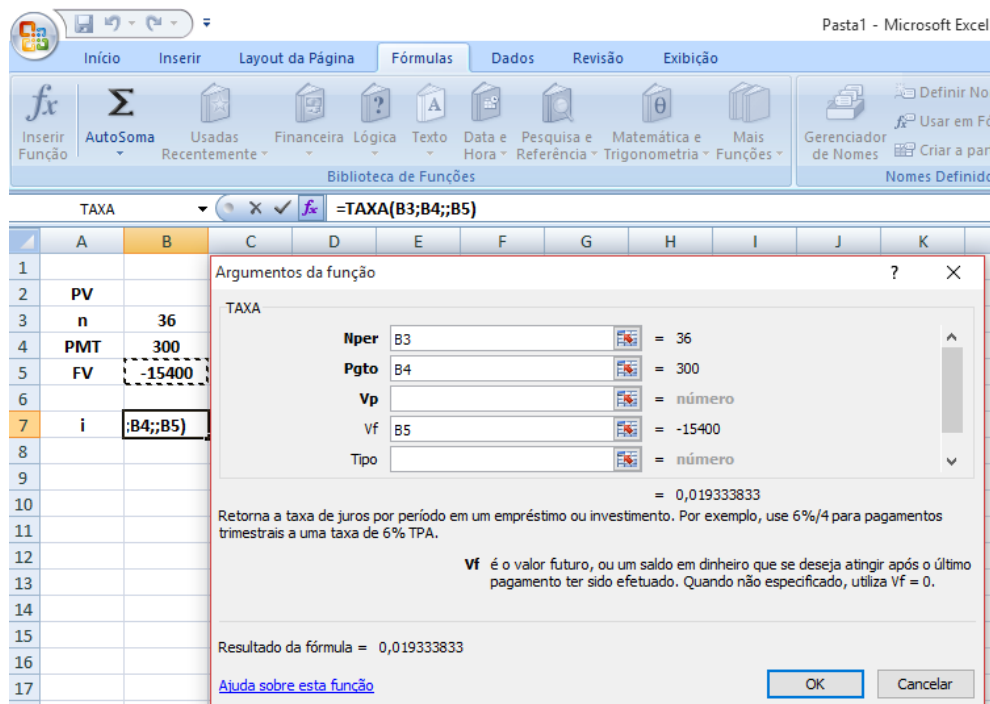 Pasta1 - Microsoft Excel
Início Inserir Layout da Página Fórmulas Dados Revisão Exibição
Inserir Função
AutoSoma
Usadas Recentemente
Financeira
Lógica
Texto
Data e Hora
Pesquisa e Referência
Matemática e Trigonometria
Mais Funções
Biblioteca de Funções
Gerenciador de Nomes
Definir No
Usar em Fó
Criar a par
Nomes Definido
TAXA =TAXA(B3;B4;;B5)
A B C D E F G H I J K
1
2 PV
3 n 36
4 PMT 300
5 FV -15400
6
7 i ;B4;;B5)
8
9
10
11
12
13
14
15
16
17
Argumentos da função ?
TAXA
Nper B3 = 36
Pgto B4 = 300
Vp = número
Vf B5 = -15400
Tipo = número
= 0,019333833
Retorna a taxa de juros por período em um empréstimo ou investimento. Por exemplo, use 6%/4 para pagamentos
trimestrais a uma taxa de 6% TPA.
Vf é o valor futuro, ou um saldo em dinheiro que se deseja atingir após o último
pagamento ter sido efetuado. Quando não especificado, utiliza Vf = 0.
Resultado da fórmula = 0,019333833
Ajuda sobre esta função
OK Cancelar